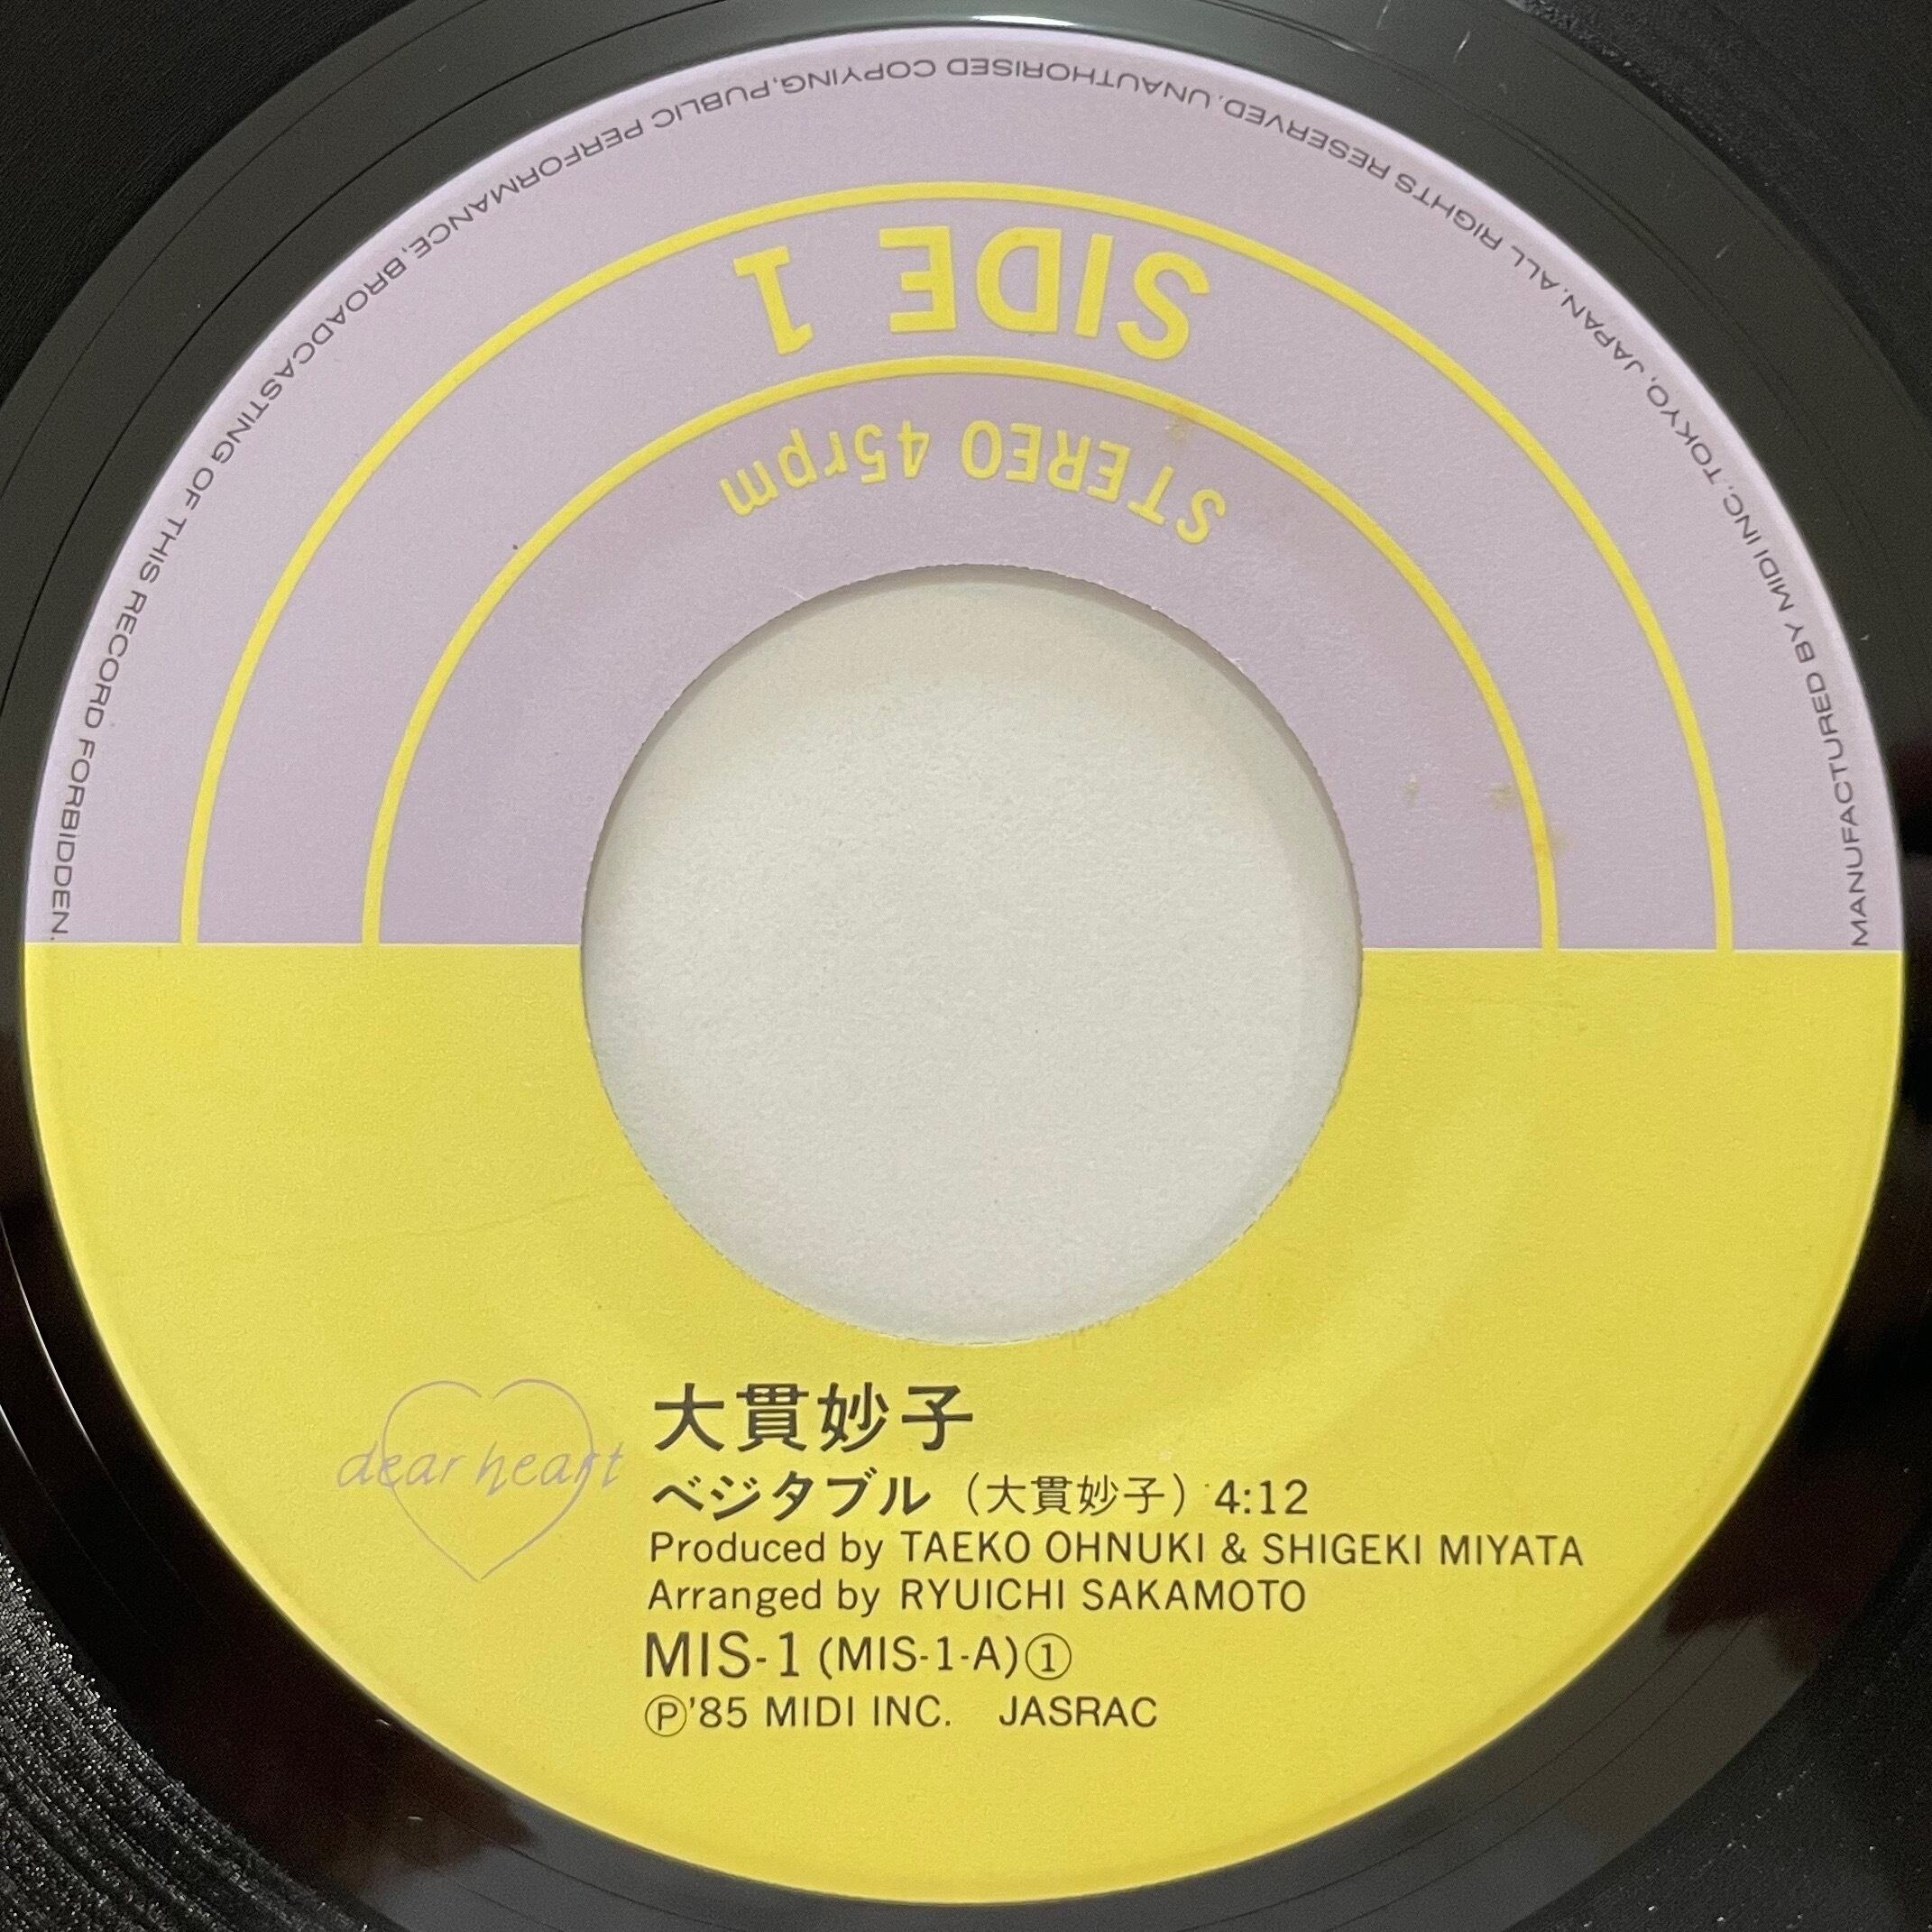 MANUFACTURED BY MIDI INC. TOKYO, JAPAN. ALL RIGHTS RESERVED. UNAUTHORISED COPYING, PUBLIC PERFORMANCE, BROADCASTING OF THIS RECORD FORBIDDEN.
SIDE 1
STEREO 45rpm
dear heart
大貫妙子
ベジタブル（大貫妙子）4:12
Produced by TAEKO OHNUKI & SHIGEKI MIYATA
Arranged by RYUICHI SAKAMOTO
MIS-1 (MIS-1-A)①
Ⓟ'85 MIDI INC. JASRAC